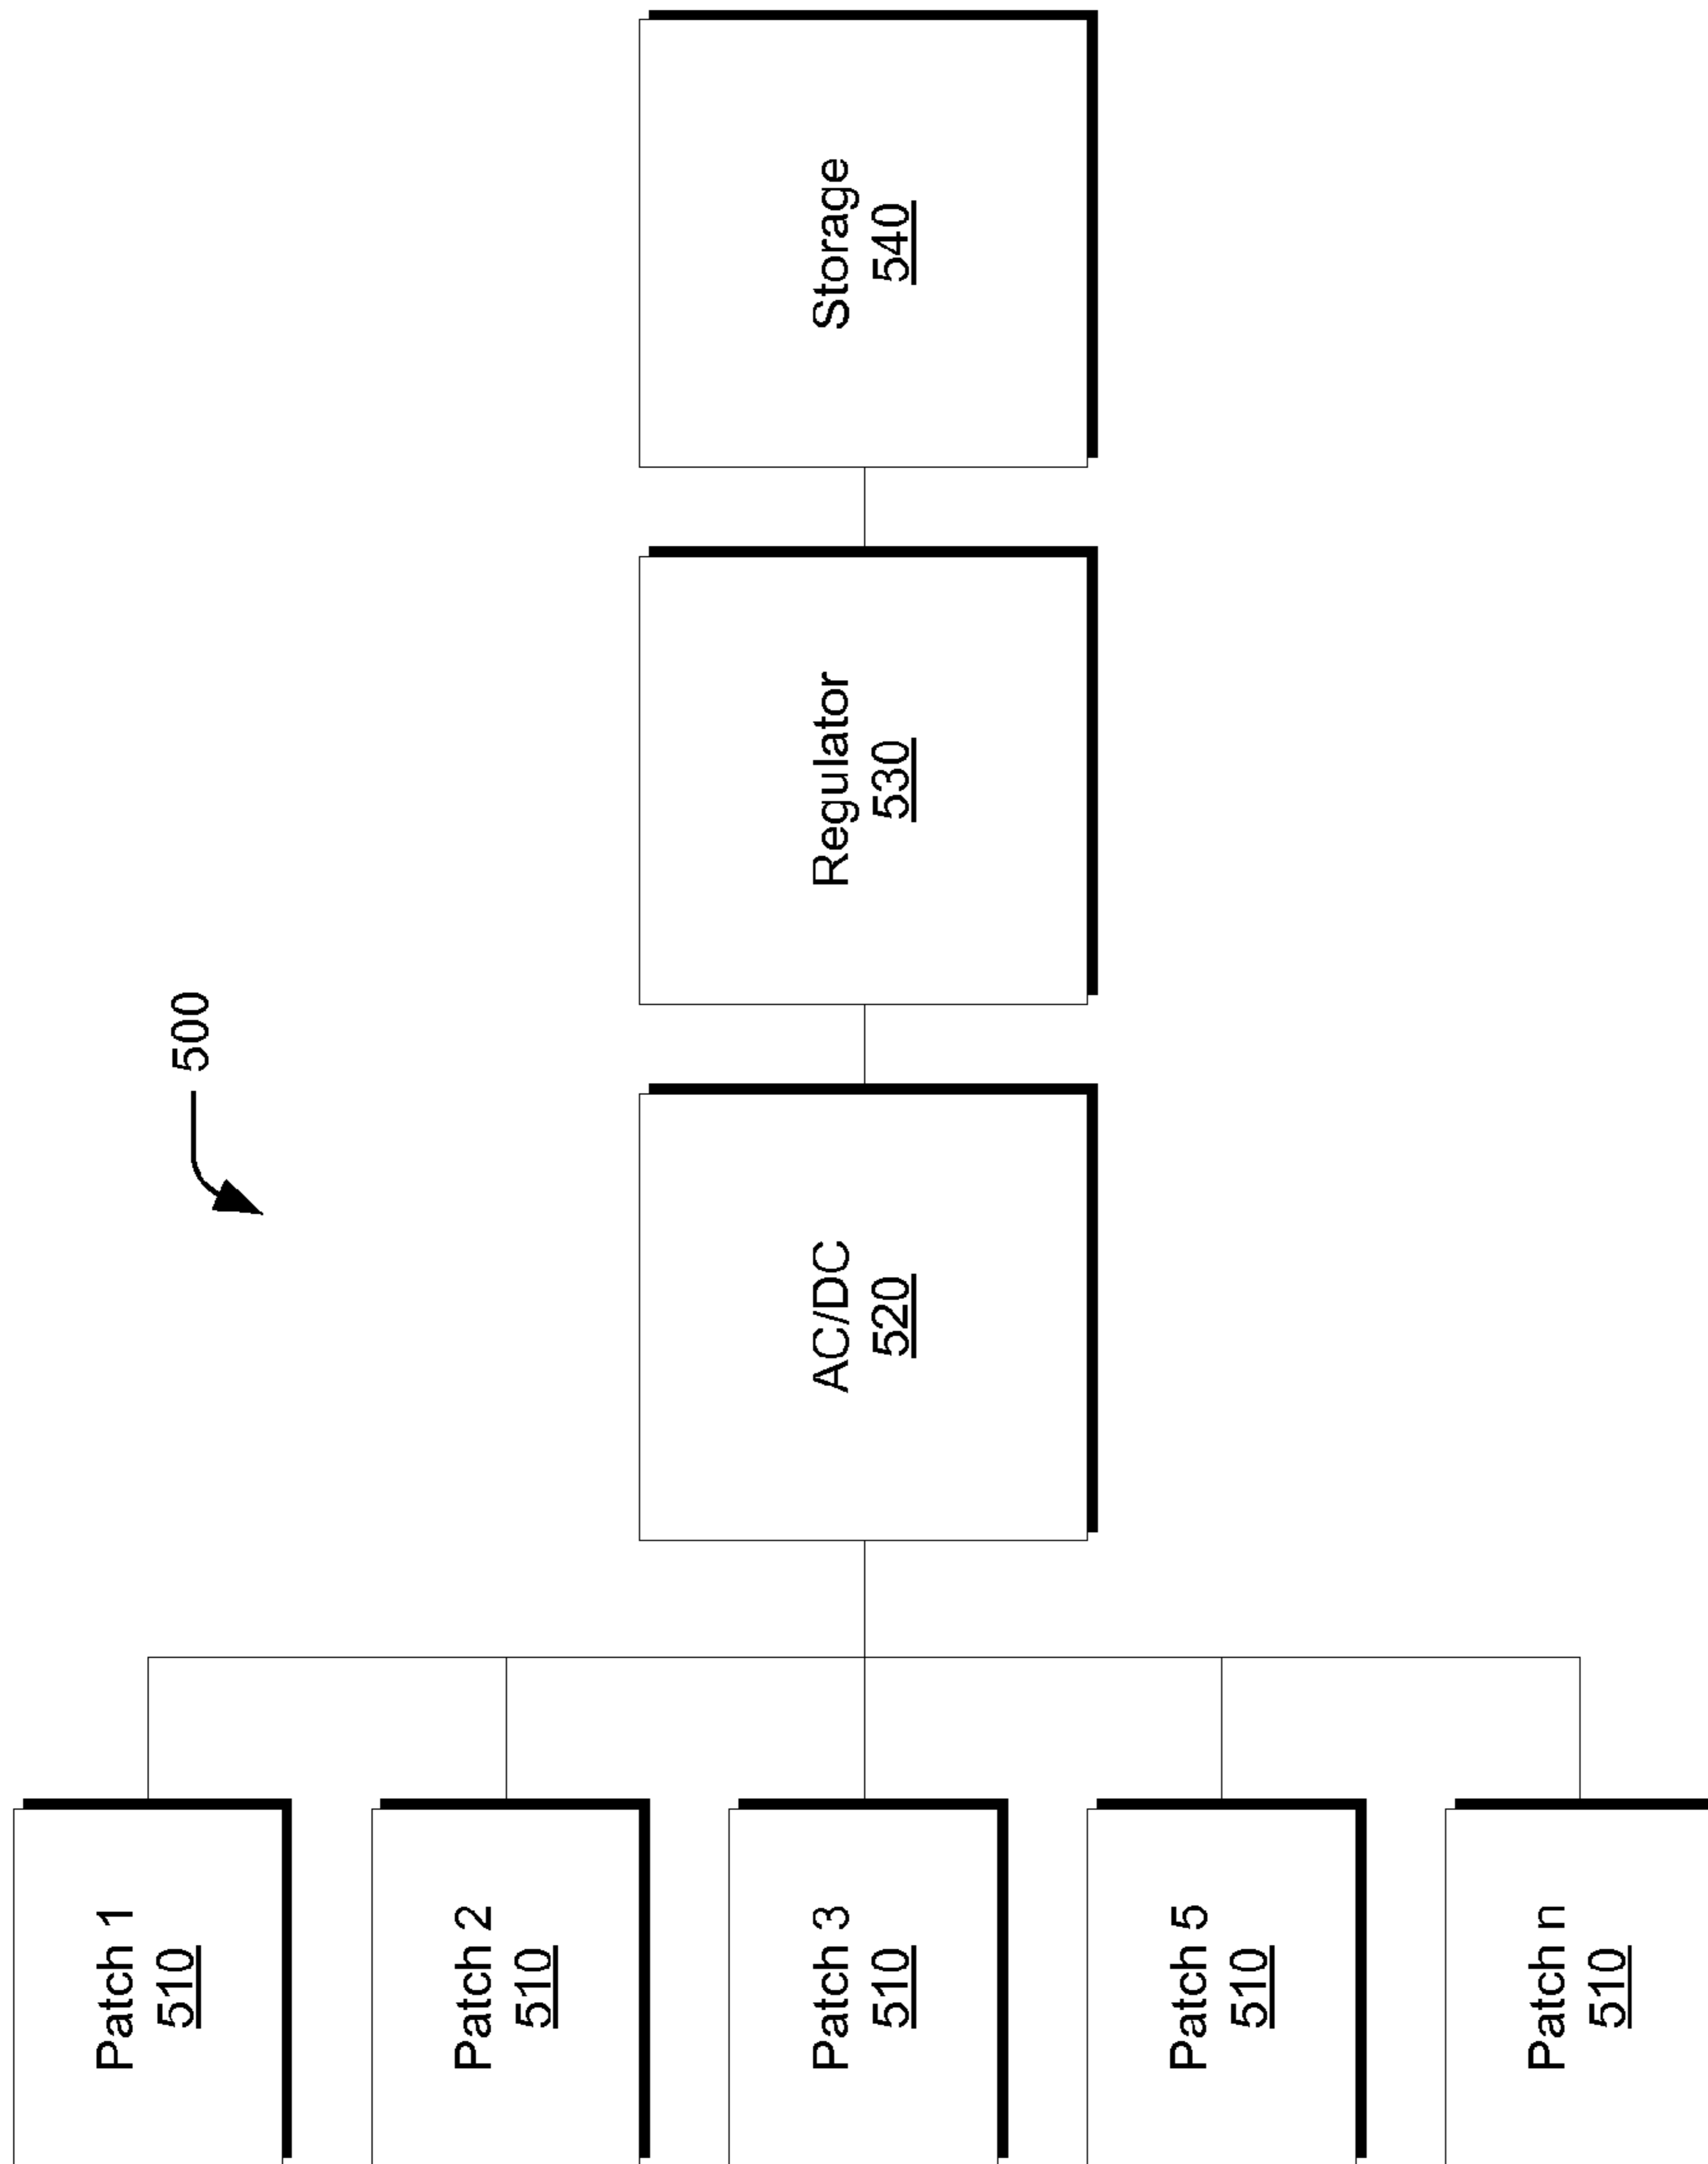 500
Patch 1
510
Patch 2
510
Patch 3
510
Patch 5
510
Patch n
510
AC/DC
520
Regulator
530
Storage
540